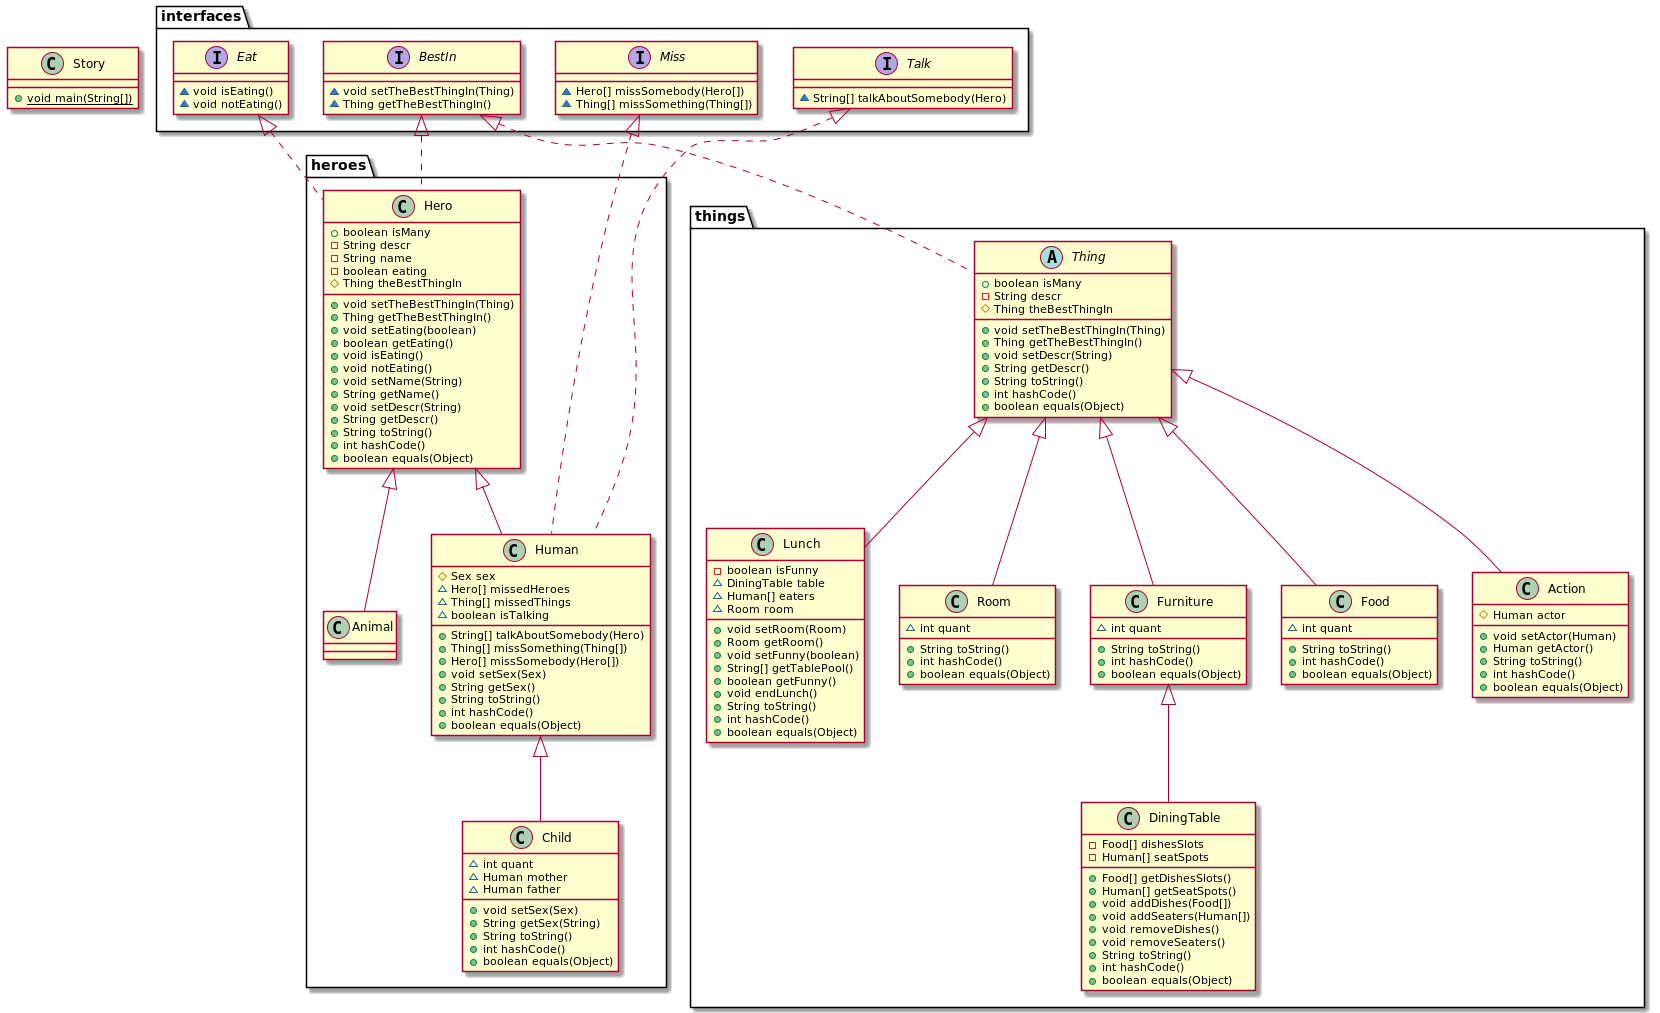 interfaces
C Story
void main(String[])
I Eat
void isEating()
void notEating()
I BestIn
void setTheBestThingIn(Thing)
Thing getTheBestThingIn()
I Miss
Hero[] missSomebody(Hero[])
Thing[] missSomething(Thing[])
I Talk
String[] talkAboutSomebody(Hero)
heroes
C Hero
boolean isMany
String descr
String name
boolean eating
Thing theBestThingIn
void setTheBestThingIn(Thing)
Thing getTheBestThingIn()
void setEating(boolean)
boolean getEating()
void isEating()
void notEating()
void setName(String)
String getName()
void setDescr(String)
String getDescr()
String toString()
int hashCode()
boolean equals(Object)
C Animal
C Human
Sex sex
Hero[] missedHeroes
Thing[] missedThings
boolean isTalking
String[] talkAboutSomebody(Hero)
Thing[] missSomething(Thing[])
Hero[] missSomebody(Hero[])
void setSex(Sex)
String getSex()
String toString()
int hashCode()
boolean equals(Object)
C Child
int quant
Human mother
Human father
void setSex(Sex)
String getSex(String)
String toString()
int hashCode()
boolean equals(Object)
things
A Thing
boolean isMany
String descr
Thing theBestThingIn
void setTheBestThingIn(Thing)
Thing getTheBestThingIn()
void setDescr(String)
String getDescr()
String toString()
int hashCode()
boolean equals(Object)
C Lunch
boolean isFunny
DiningTable table
Human[] eaters
Room room
void setRoom(Room)
Room getRoom()
void setFunny(boolean)
String[] getTablePool()
boolean getFunny()
void endLunch()
String toString()
int hashCode()
boolean equals(Object)
C Room
int quant
String toString()
int hashCode()
boolean equals(Object)
C Furniture
int quant
String toString()
int hashCode()
boolean equals(Object)
C Food
int quant
String toString()
int hashCode()
boolean equals(Object)
C Action
Human actor
void setActor(Human)
Human getActor()
String toString()
int hashCode()
boolean equals(Object)
C DiningTable
Food[] dishesSlots
Human[] seatSpots
Food[] getDishesSlots()
Human[] getSeatSpots()
void addDishes(Food[])
void addSeaters(Human[])
void removeDishes()
void removeSeaters()
String toString()
int hashCode()
boolean equals(Object)